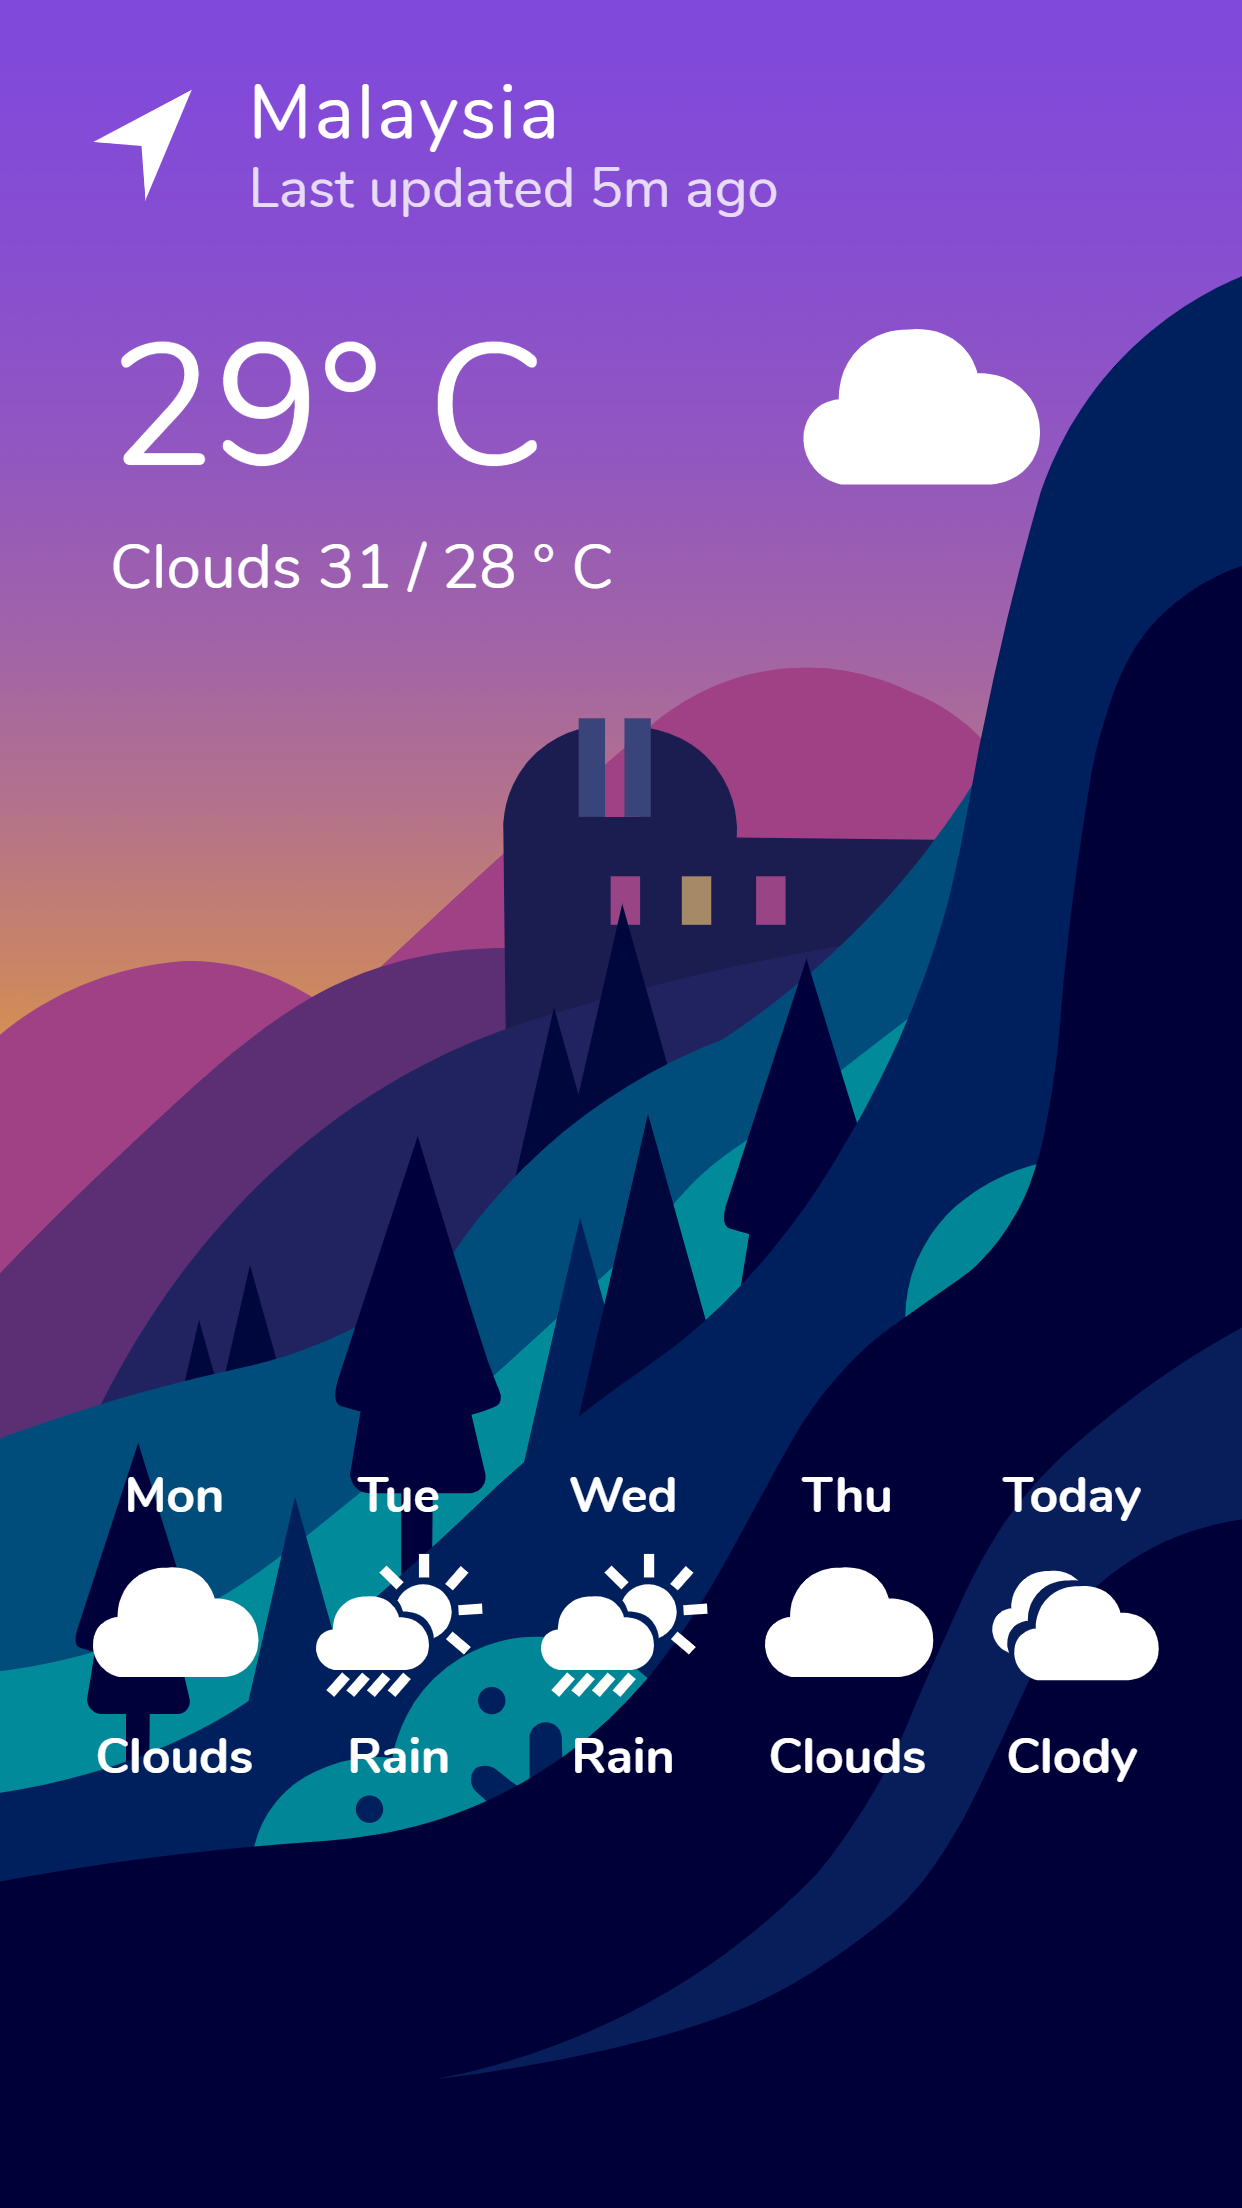 Malaysia
Last updated 5m ago
29° C
Clouds 31 / 28 ° C
Mon Tue Wed Thu Today
Clouds Rain Rain Clouds Clody